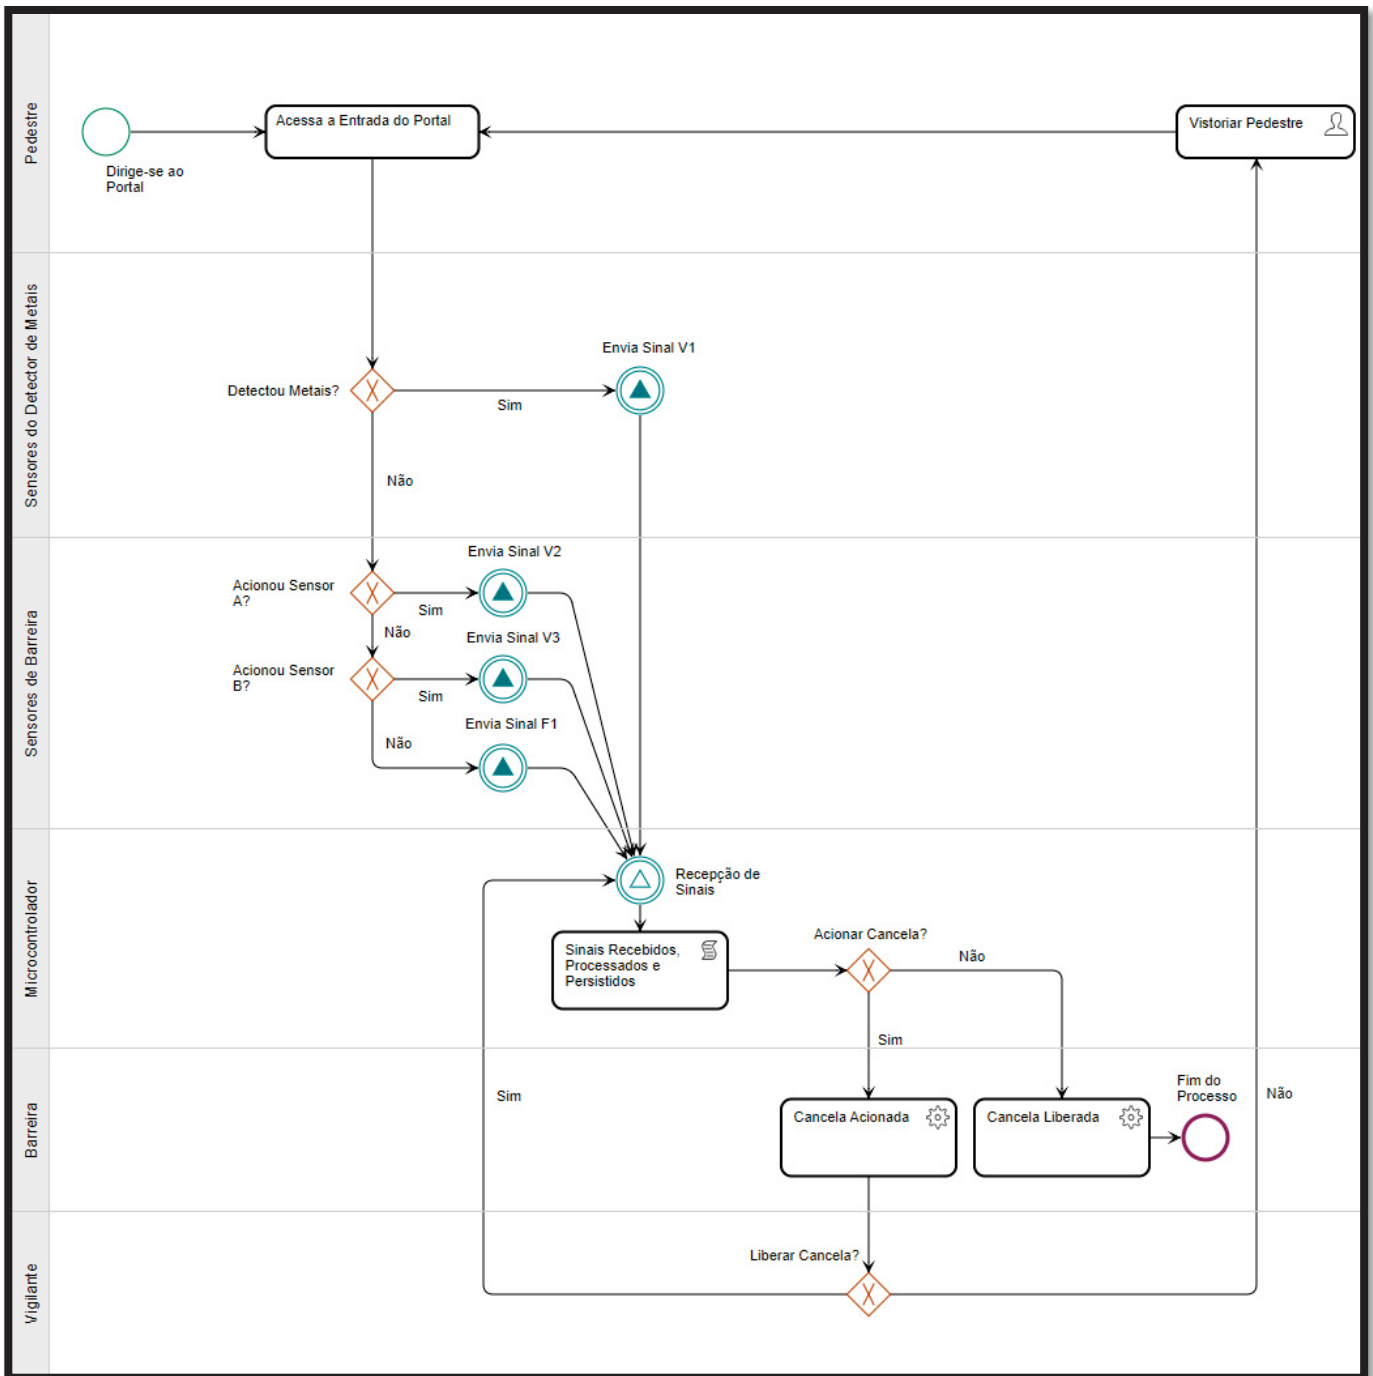 Pedestre
Dirige-se ao
Portal
Acessa a Entrada do Portal
Vistoriar Pedestre
Sensores do Detector de Metais
Detectou Metais?
Sim
Envia Sinal V1
Não
Sensores de Barreira
Acionou Sensor
A?
Sim
Envia Sinal V2
Não
Acionou Sensor
B?
Sim
Envia Sinal V3
Não
Envia Sinal F1
Microcontrolador
Recepção de
Sinais
Sinais Recebidos,
Processados e
Persistidos
Acionar Cancela?
Não
Sim
Barreira
Sim
Cancela Acionada
Cancela Liberada
Fim do
Processo
Não
Vigilante
Liberar Cancela?